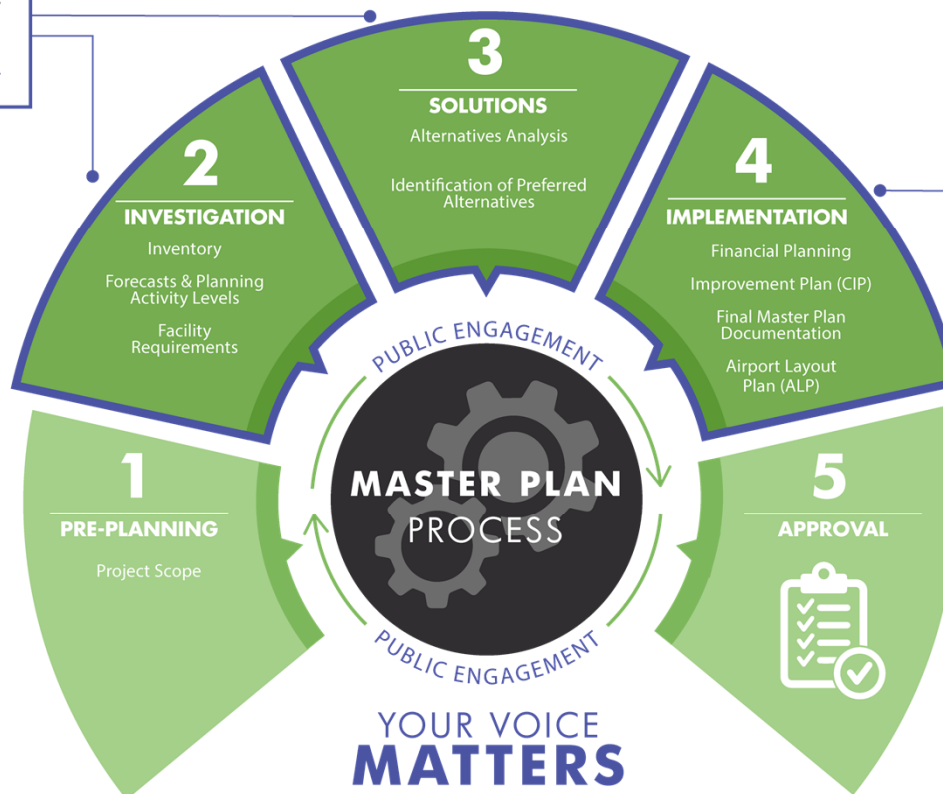 1
PRE-PLANNING
Project Scope
2
INVESTIGATION
Inventory
Forecasts & Planning
Activity Levels
Facility
Requirements
3
SOLUTIONS
Alternatives Analysis
Identification of Preferred
Alternatives
4
IMPLEMENTATION
Financial Planning
Improvement Plan (CIP)
Final Master Plan
Documentation
Airport Layout
Plan (ALP)
5
APPROVAL
PUBLIC ENGAGEMENT
MASTER PLAN
PROCESS
PUBLIC ENGAGEMENT
YOUR VOICE
MATTERS